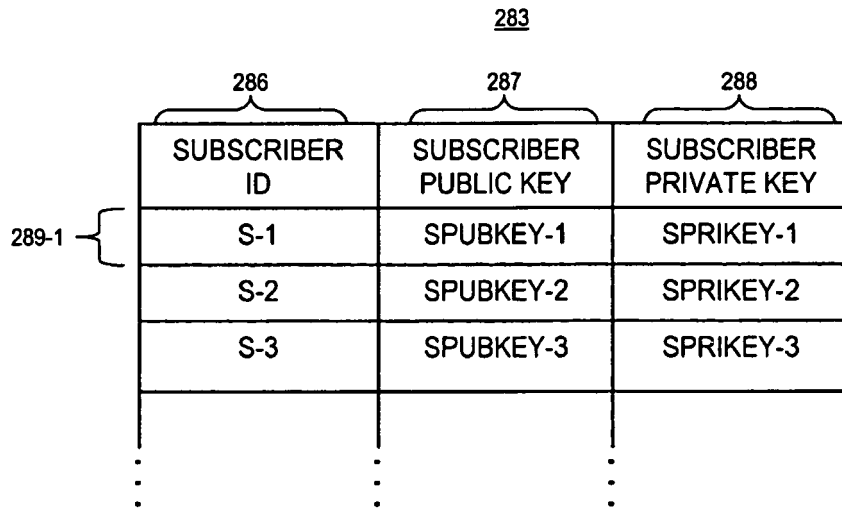 283
286 287 288
SUBSCRIBER ID SUBSCRIBER PUBLIC KEY SUBSCRIBER PRIVATE KEY
289-1 S-1 SPUBKEY-1 SPRIKEY-1
S-2 SPUBKEY-2 SPRIKEY-2
S-3 SPUBKEY-3 SPRIKEY-3